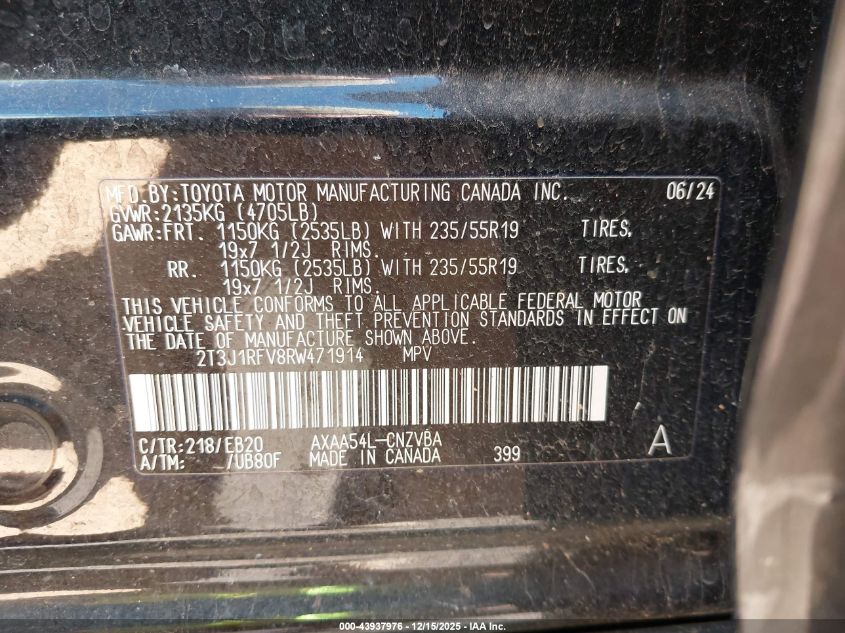 MFD.BY:TOYOTA MOTOR MANUFACTURING CANADA INC. 06/24
GVWR:2135KG (4705LB)
GAWR:FRT. 1150KG (2535LB) WITH 235/55R19 TIRES,
19x7 1/2J RIMS.
RR. 1150KG (2535LB) WITH 235/55R19 TIRES,
19x7 1/2J RIMS.
THIS VEHICLE CONFORMS TO ALL APPLICABLE FEDERAL MOTOR
VEHICLE SAFETY AND THEFT PREVENTION STANDARDS IN EFFECT ON
THE DATE OF MANUFACTURE SHOWN ABOVE.
2T3J1RFV8RW471914 MPV
C/TR:218/EB20 AXAA54L-CNZVBA A
A/TM: /UB80F MADE IN CANADA 399
000-43937976 - 12/15/2025 - IAA Inc.